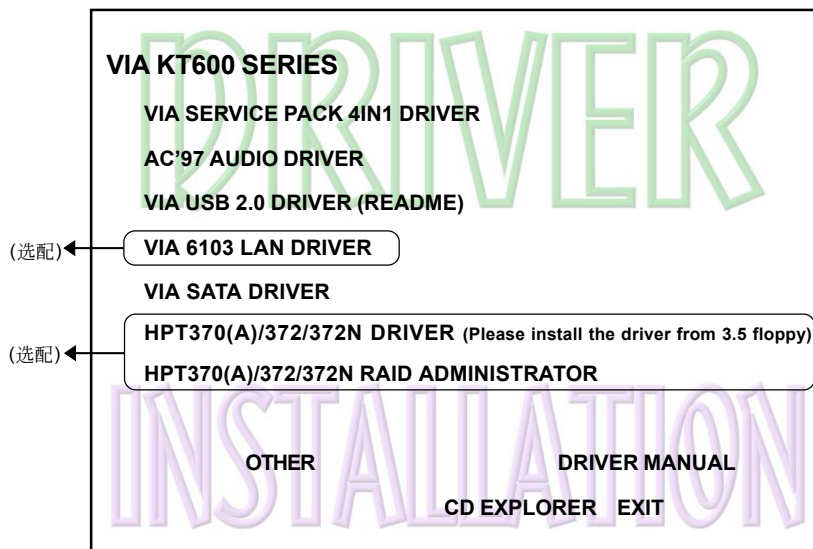 DRIVER
VIA KT600 SERIES
VIA SERVICE PACK 4IN1 DRIVER
AC'97 AUDIO DRIVER
VIA USB 2.0 DRIVER (README)
(选配) VIA 6103 LAN DRIVER
VIA SATA DRIVER
(选配) HPT370(A)/372/372N DRIVER (Please install the driver from 3.5 floppy)
HPT370(A)/372/372N RAID ADMINISTRATOR
INSTALLATION
OTHER DRIVER MANUAL
CD EXPLORER EXIT